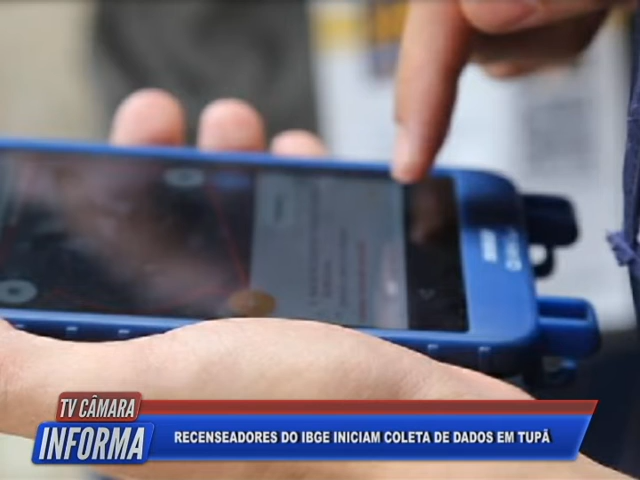 TV CÂMARA
INFORMA
RECENSEADORES DO IBGE INICIAM COLETA DE DADOS EM TUPÃ